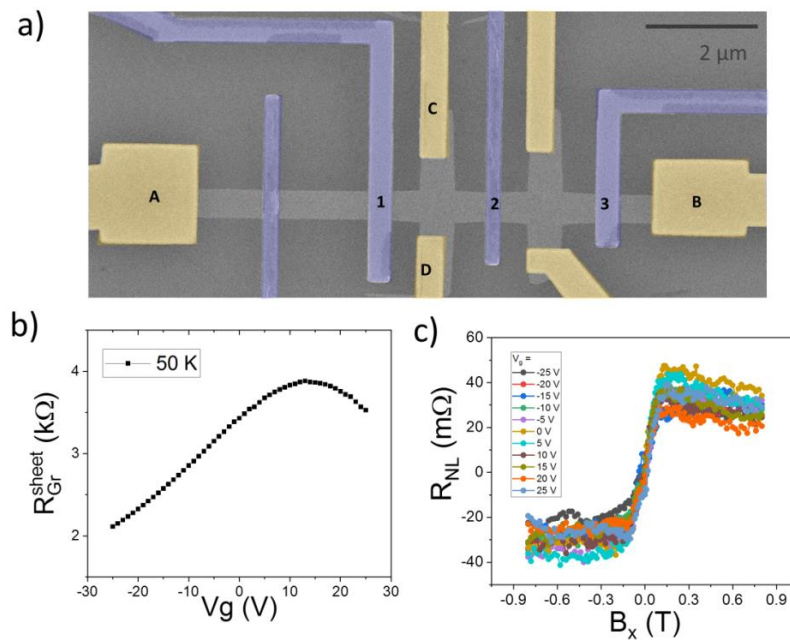 a)
2 μm
C
A
1
2
3
B
D
b)
R_Gr^sheet (kΩ)
4
3
2
50 K
-30 -20 -10 0 10 20 30
Vg (V)
c)
R_NL (mΩ)
60
40
20
0
-20
-40
V_g =
-25 V
-20 V
-15 V
-10 V
-5 V
0 V
5 V
10 V
15 V
20 V
25 V
-0.9 -0.6 -0.3 0.0 0.3 0.6 0.9
B_x (T)